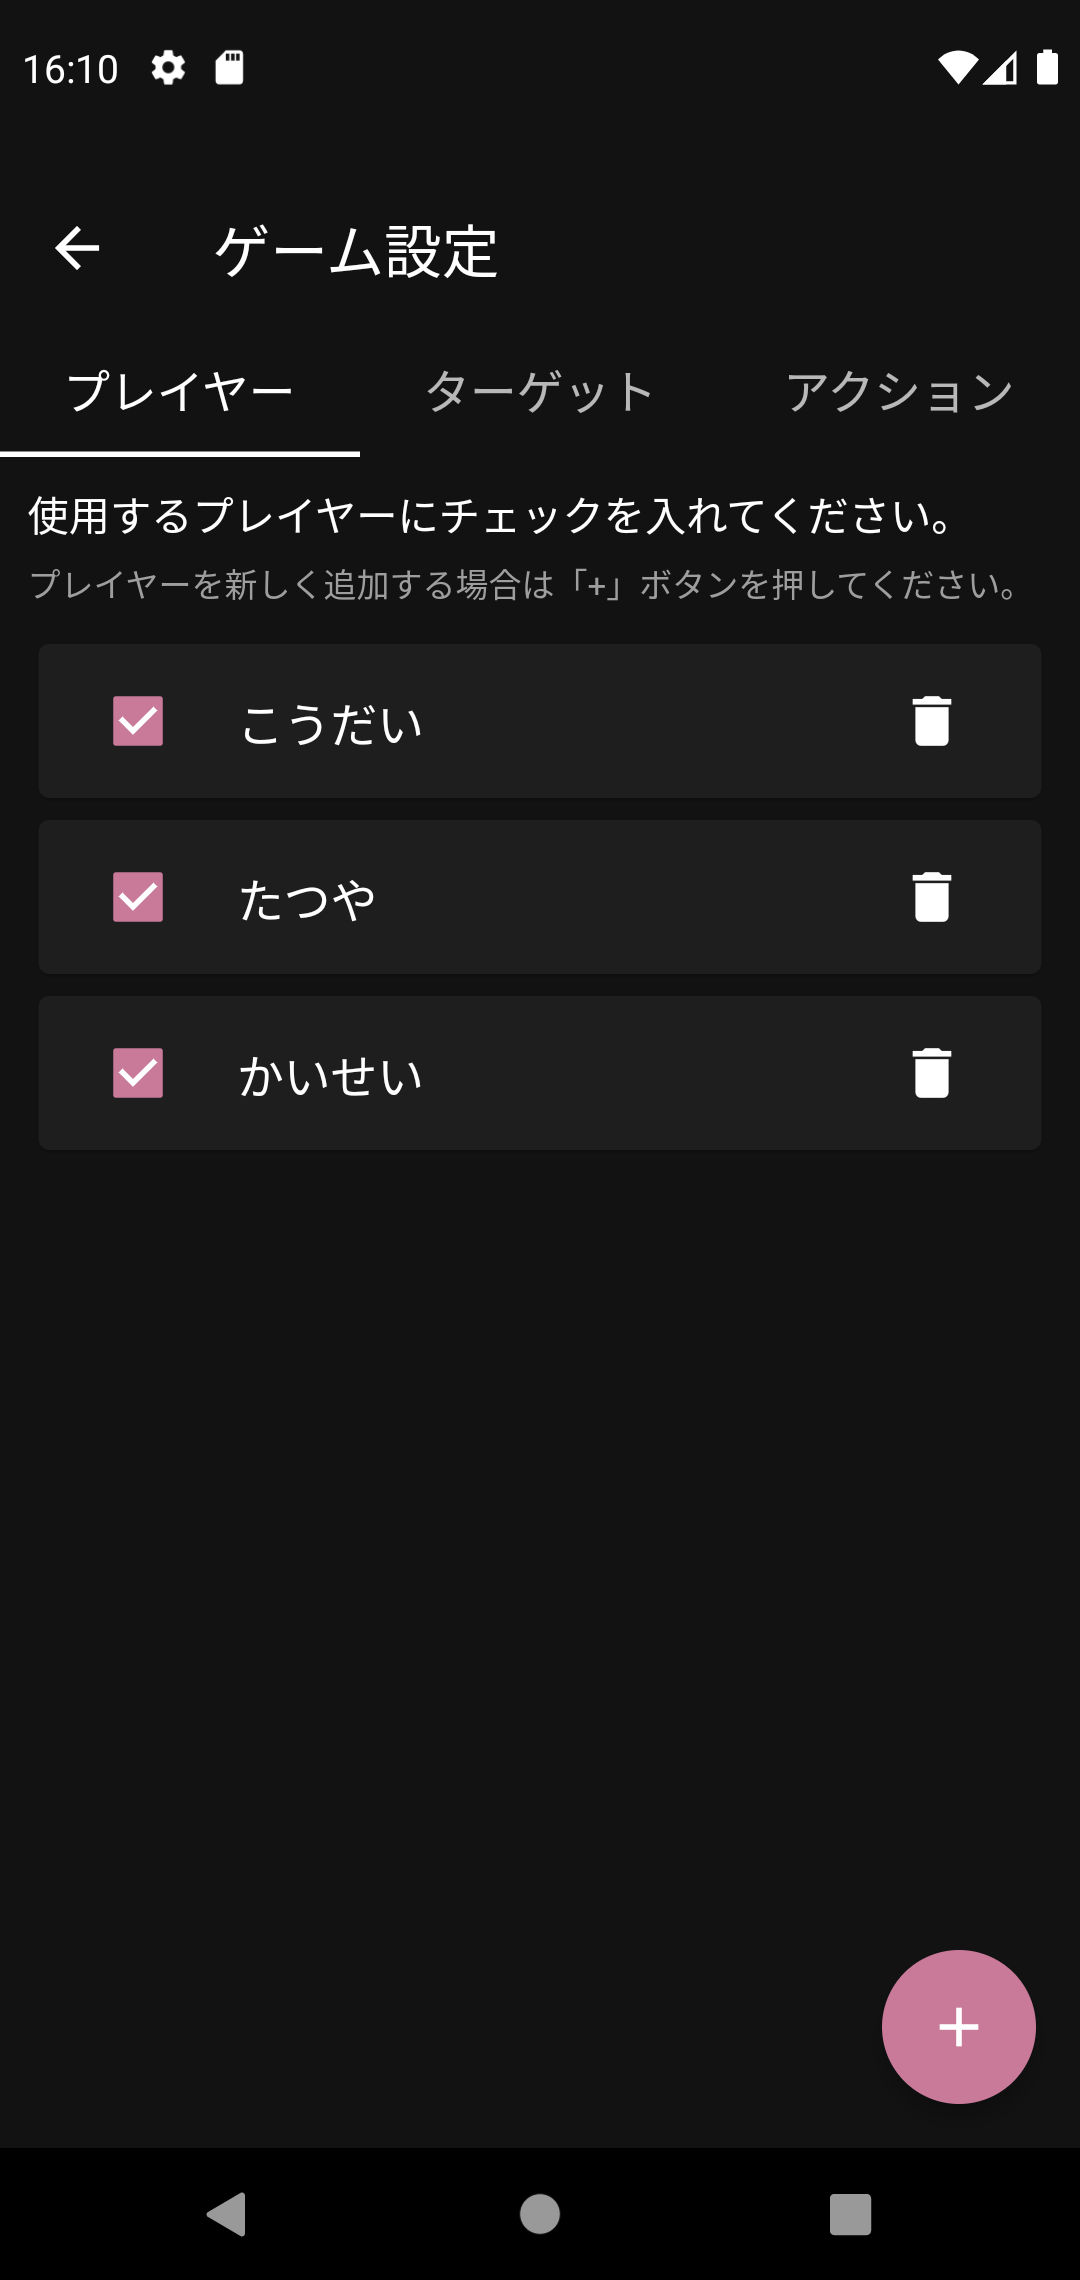 16:10
ゲーム設定
プレイヤー
ターゲット
アクション
使用するプレイヤーにチェックを入れてください。
プレイヤーを新しく追加する場合は「+」ボタンを押してください。
こうだい
たつや
かいせい